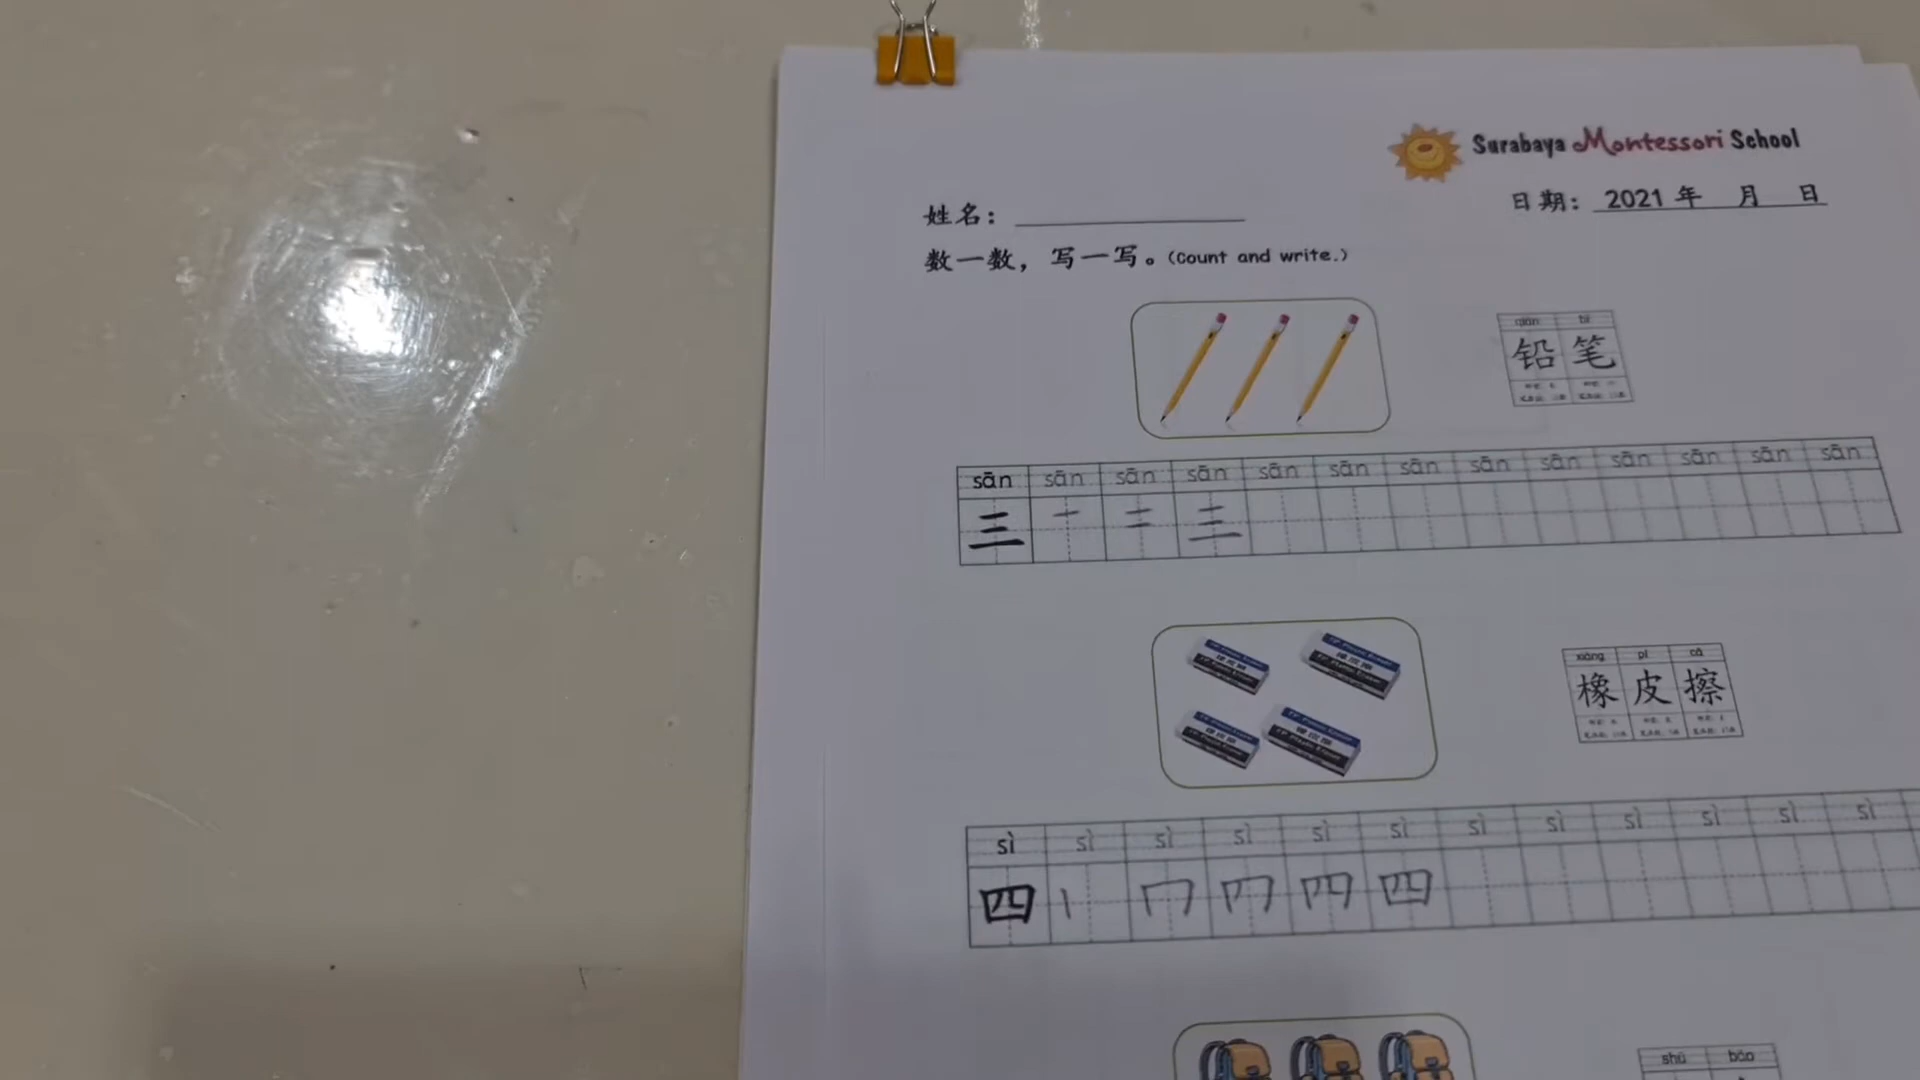 Surabaya Montessori School
姓名: 日期: 2021 年 月 日
数一数，写一写。(Count and write.)
qiān bǐ
铅 笔
sān sān sān sān sān sān sān sān sān sān sān sān sān
三 一 二 三
xiàng pí cā
橡 皮 擦
sì sì sì sì sì sì sì sì sì sì sì sì
四 丨 冂 四
shū bāo